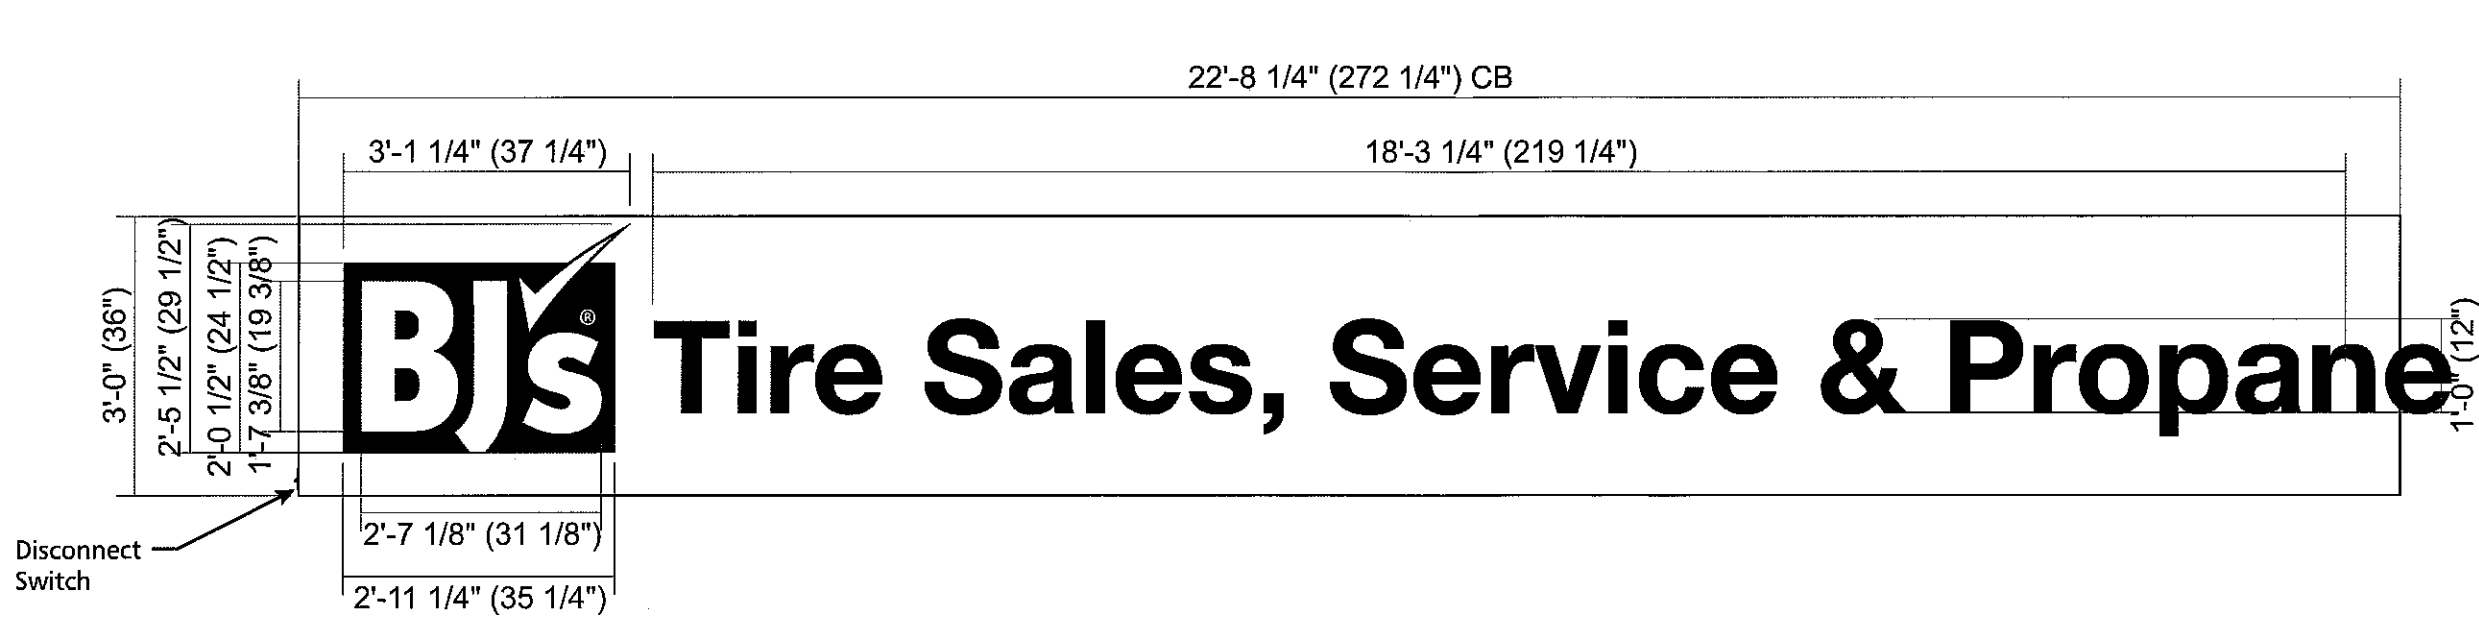 22'-8 1/4" (272 1/4") CB
3'-1 1/4" (37 1/4")
18'-3 1/4" (219 1/4")
3'-0" (36")
2'-5 1/2" (29 1/2")
2'-0 1/2" (24 1/2")
1'-7 3/8" (19 3/8")
BJ's®
Tire Sales, Service & Propane
1'-0" (12")
2'-7 1/8" (31 1/8")
2'-11 1/4" (35 1/4")
Disconnect
Switch